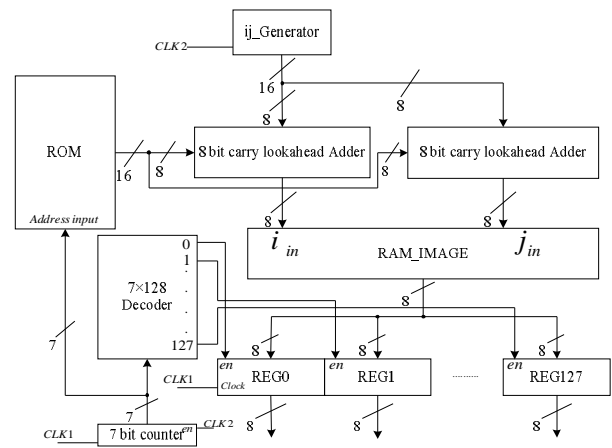 ij_Generator
CLK2
16
8
8
ROM
16
8
8 bit carry lookahead Adder
8
8 bit carry lookahead Adder
Address input
8
8
i in
RAM_IMAGE
j in
0
1
.
.
.
127
7×128
Decoder
8
7
8
8
8
en
REG0
Clock
en
REG1
..........
en
REG127
CLK1
7
8
8
8
CLK1
7 bit counter
en
CLK2